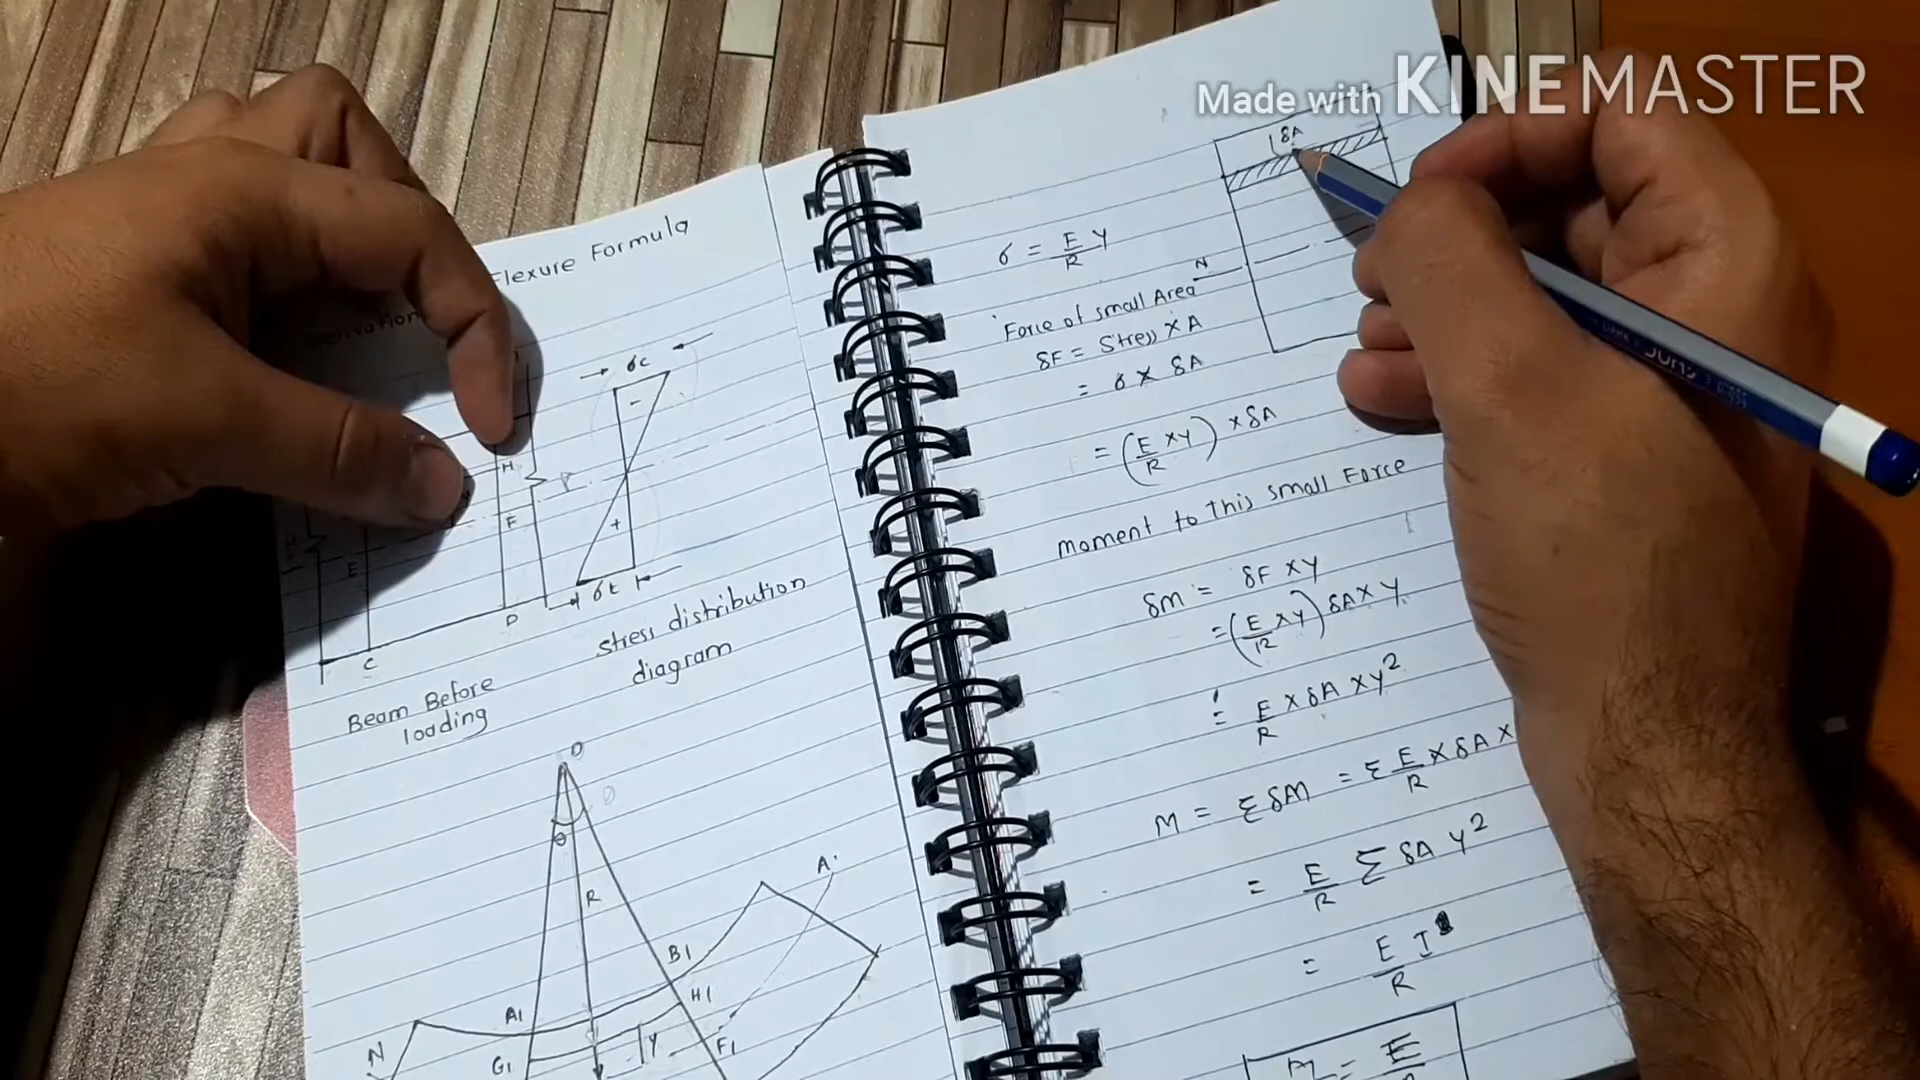 Made with KINEMASTER
Flexure Formula
σc
-
H
F
E
+
σt
D
C
Stress distribution
diagram
Beam Before
loading
O
θ
R
A'
B1
H1
A1
N
G1
Y
F1
δA
σ = E/R Y
N
Force of small Area
δF = Stress × A
= σ × δA
= (E/R × Y) × δA
moment to this small Force
δM = δF × Y
= (E/R × Y) δA × Y
= E/R × δA × Y²
M = Σ δM = Σ E/R × δA ×
= E/R Σ δA Y²
= E/R I
= E